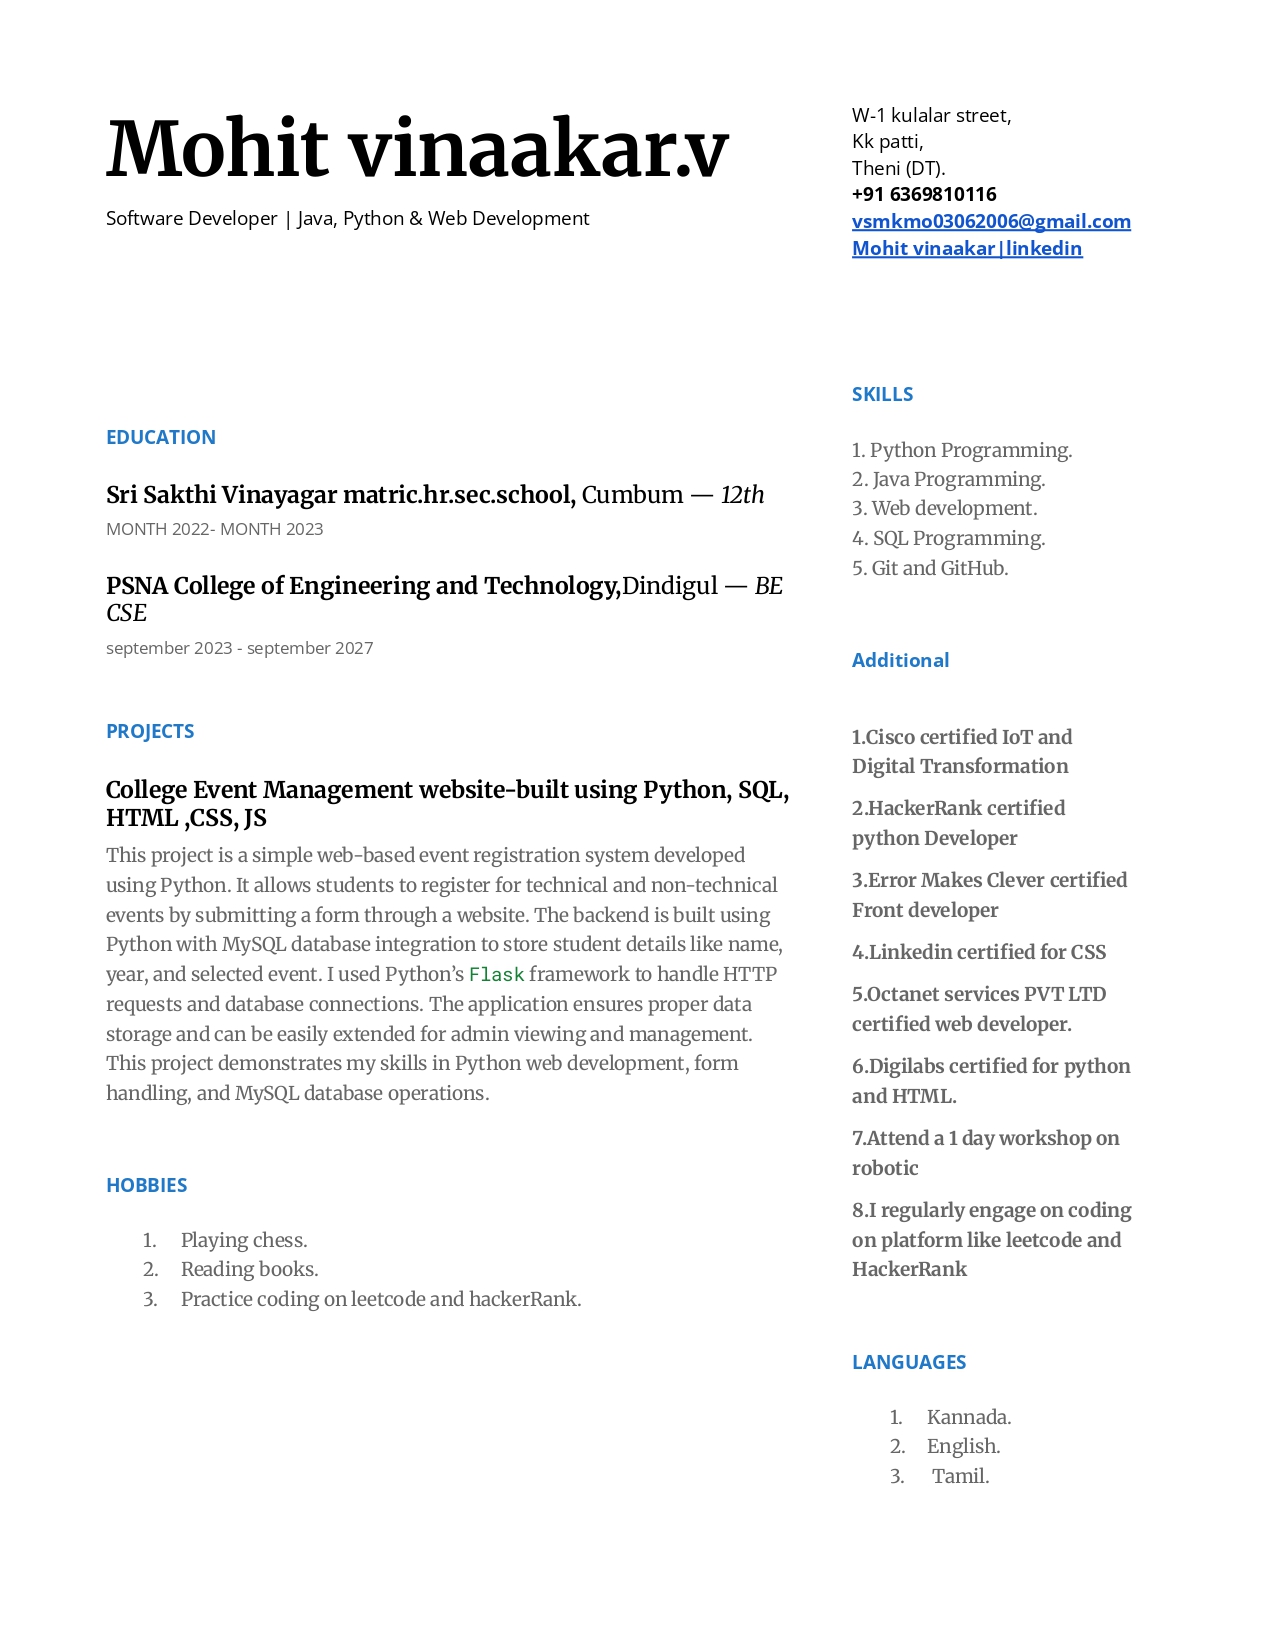 Mohit vinaakar.v
Software Developer | Java, Python & Web Development
W-1 kulalar street,
Kk patti,
Theni (DT).
+91 6369810116
vsmkmo03062006@gmail.com
Mohit vinaakar|linkedin
EDUCATION
Sri Sakthi Vinayagar matric.hr.sec.school, Cumbum — 12th
MONTH 2022- MONTH 2023
PSNA College of Engineering and Technology,Dindigul — BE
CSE
september 2023 - september 2027
PROJECTS
College Event Management website-built using Python, SQL,
HTML ,CSS, JS
This project is a simple web-based event registration system developed
using Python. It allows students to register for technical and non-technical
events by submitting a form through a website. The backend is built using
Python with MySQL database integration to store student details like name,
year, and selected event. I used Python’s Flask framework to handle HTTP
requests and database connections. The application ensures proper data
storage and can be easily extended for admin viewing and management.
This project demonstrates my skills in Python web development, form
handling, and MySQL database operations.
HOBBIES
1. Playing chess.
2. Reading books.
3. Practice coding on leetcode and hackerRank.
SKILLS
1. Python Programming.
2. Java Programming.
3. Web development.
4. SQL Programming.
5. Git and GitHub.
Additional
1.Cisco certified IoT and
Digital Transformation
2.HackerRank certified
python Developer
3.Error Makes Clever certified
Front developer
4.Linkedin certified for CSS
5.Octanet services PVT LTD
certified web developer.
6.Digilabs certified for python
and HTML.
7.Attend a 1 day workshop on
robotic
8.I regularly engage on coding
on platform like leetcode and
HackerRank
LANGUAGES
1. Kannada.
2. English.
3. Tamil.